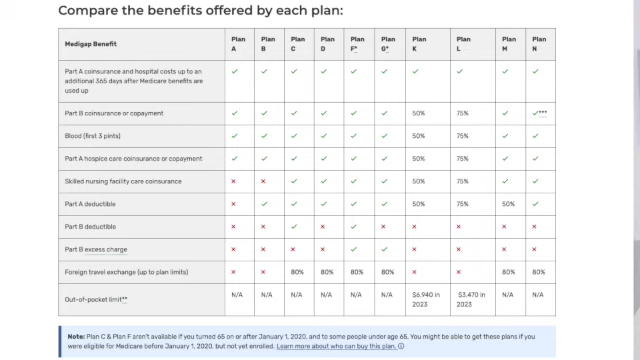 Compare the benefits offered by each plan:
Medigap Benefit Plan A Plan B Plan C Plan D Plan F* Plan G* Plan K Plan L Plan M Plan N
Part A coinsurance and hospital costs up to an additional 365 days after Medicare benefits are used up ✓ ✓ ✓ ✓ ✓ ✓ ✓ ✓ ✓ ✓
Part B coinsurance or copayment ✓ ✓ ✓ ✓ ✓ ✓ 50% 75% ✓ ✓***
Blood (first 3 pints) ✓ ✓ ✓ ✓ ✓ ✓ 50% 75% ✓ ✓
Part A hospice care coinsurance or copayment ✓ ✓ ✓ ✓ ✓ ✓ 50% 75% ✓ ✓
Skilled nursing facility care coinsurance × × ✓ ✓ ✓ ✓ 50% 75% ✓ ✓
Part A deductible × ✓ ✓ ✓ ✓ ✓ 50% 75% 50% ✓
Part B deductible × × ✓ × ✓ × × × × ×
Part B excess charge × × × × ✓ ✓ × × × ×
Foreign travel exchange (up to plan limits) × × 80% 80% 80% 80% × × 80% 80%
Out-of-pocket limit** N/A N/A N/A N/A N/A N/A $6,940 in 2023 $3,470 in 2023 N/A N/A
Note: Plan C & Plan F aren't available if you turned 65 on or after January 1, 2020, and to some people under age 65. You might be able to get these plans if you
were eligible for Medicare before January 1, 2020, but not yet enrolled. Learn more about who can buy this plan.